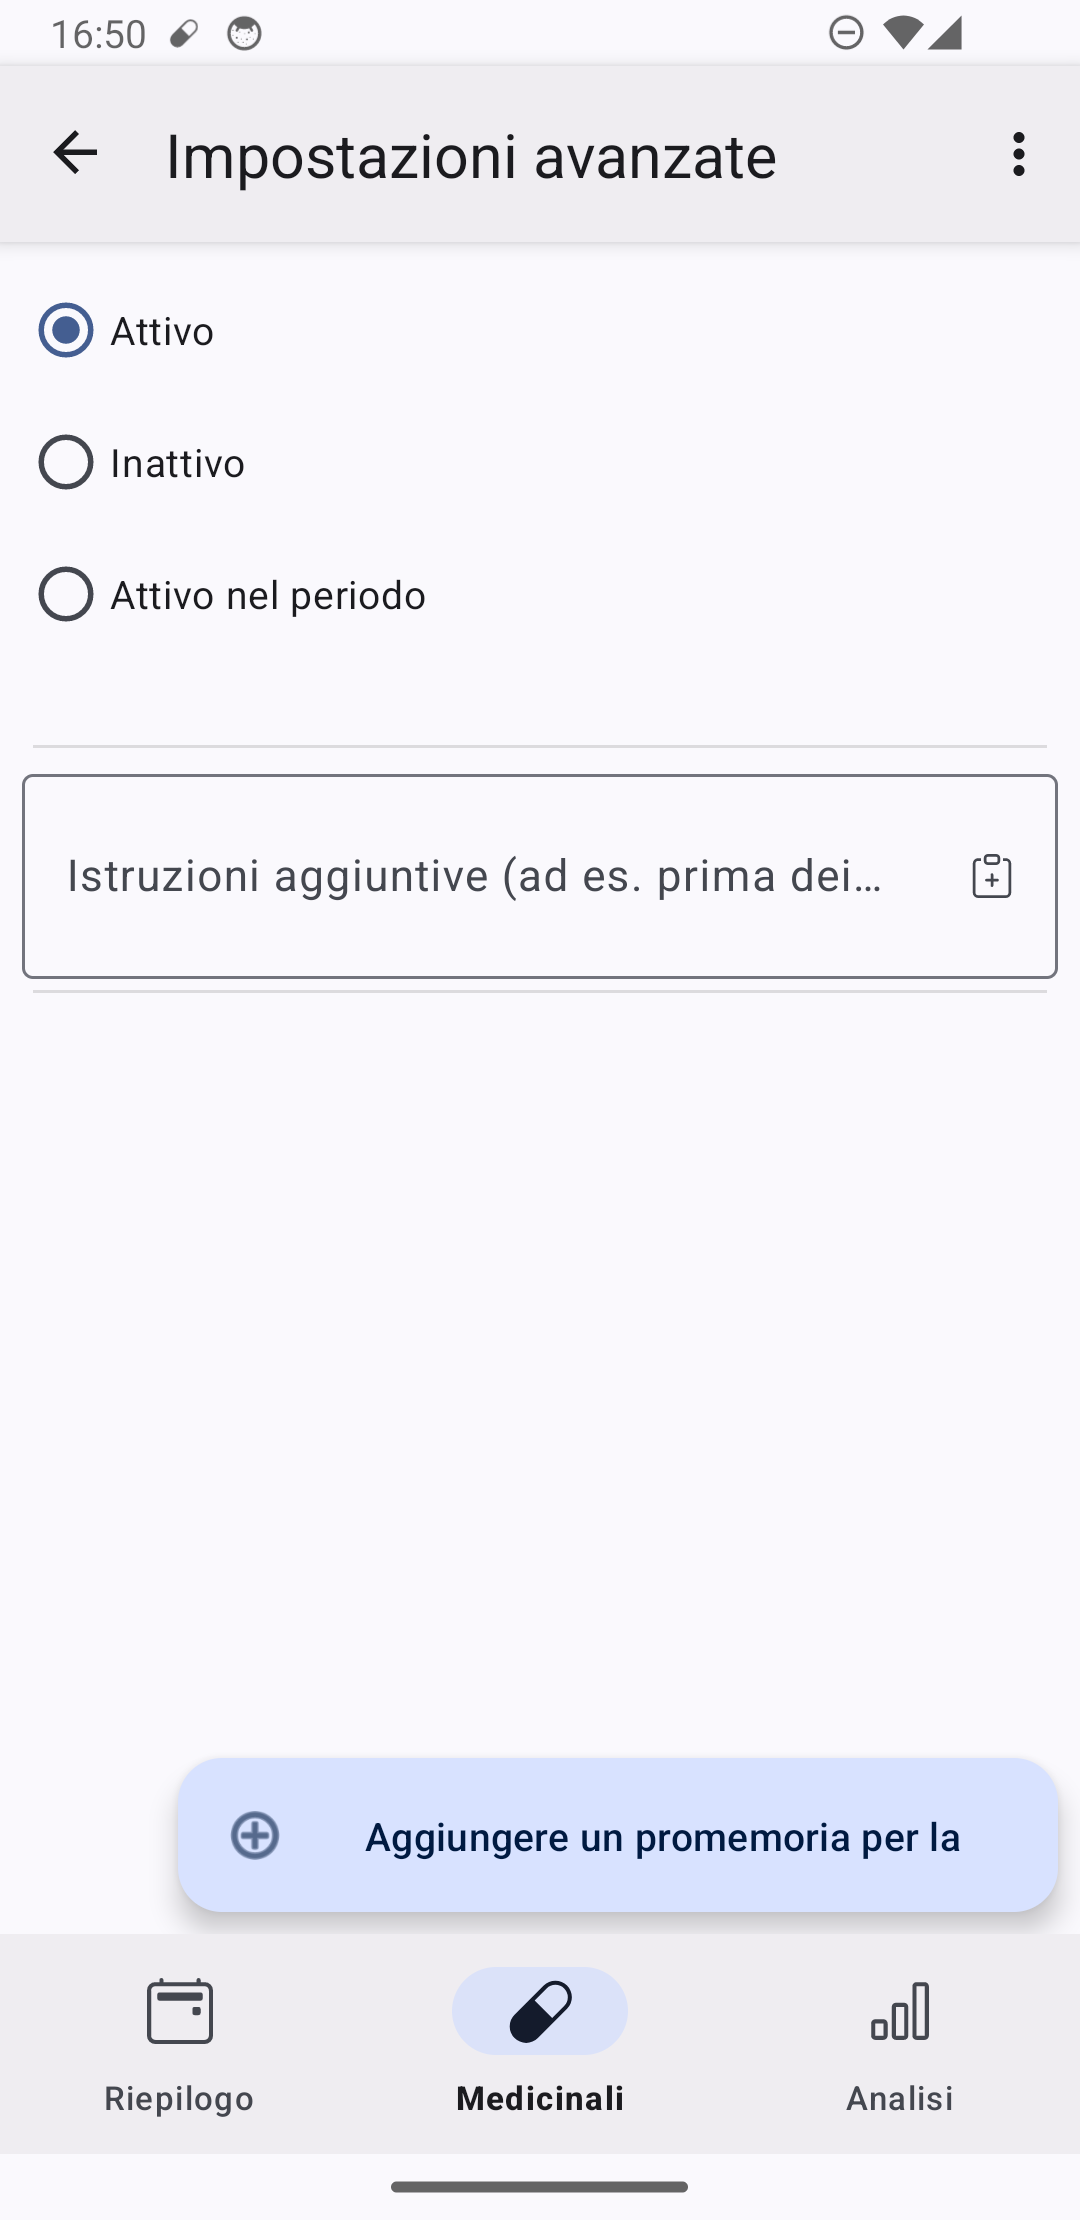 16:50
Impostazioni avanzate
Attivo
Inattivo
Attivo nel periodo
Istruzioni aggiuntive (ad es. prima dei...
Aggiungere un promemoria per la
Riepilogo
Medicinali
Analisi